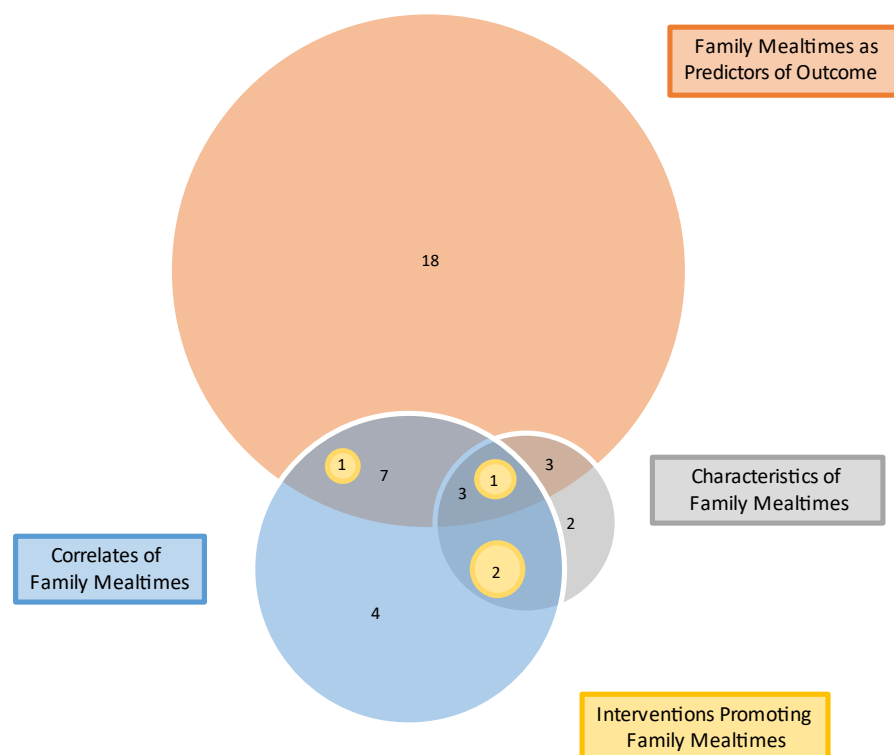 Family Mealtimes as
Predictors of Outcome
18
1
7
3
1
3
2
Characteristics of
Family Mealtimes
Correlates of
Family Mealtimes
2
4
Interventions Promoting
Family Mealtimes